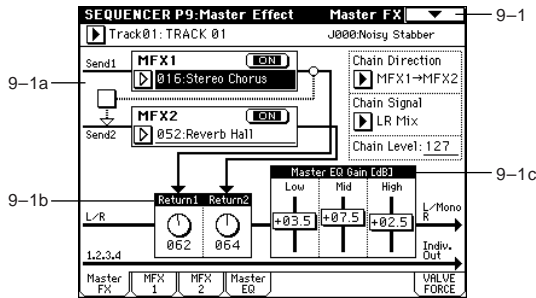 SEQUENCER P9:Master Effect Master FX
9–1
Track01: TRACK 01 J000:Noisy Stabber
Send1
MFX1 ON
016:Stereo Chorus
Chain Direction
MFX1→MFX2
9–1a
Chain Signal
LR Mix
MFX2 ON
Send2
052:Reverb Hall
Chain Level: 127
9–1c
Master EQ Gain [dB]
9–1b
Return1 Return2
Low Mid High
L/R
L/Mono
R
+03.5 +07.5 +02.5
062 064
1.2.3.4
Indiv.
Out
Master
FX
MFX
1
MFX
2
Master
EQ
VALVE
FORCE